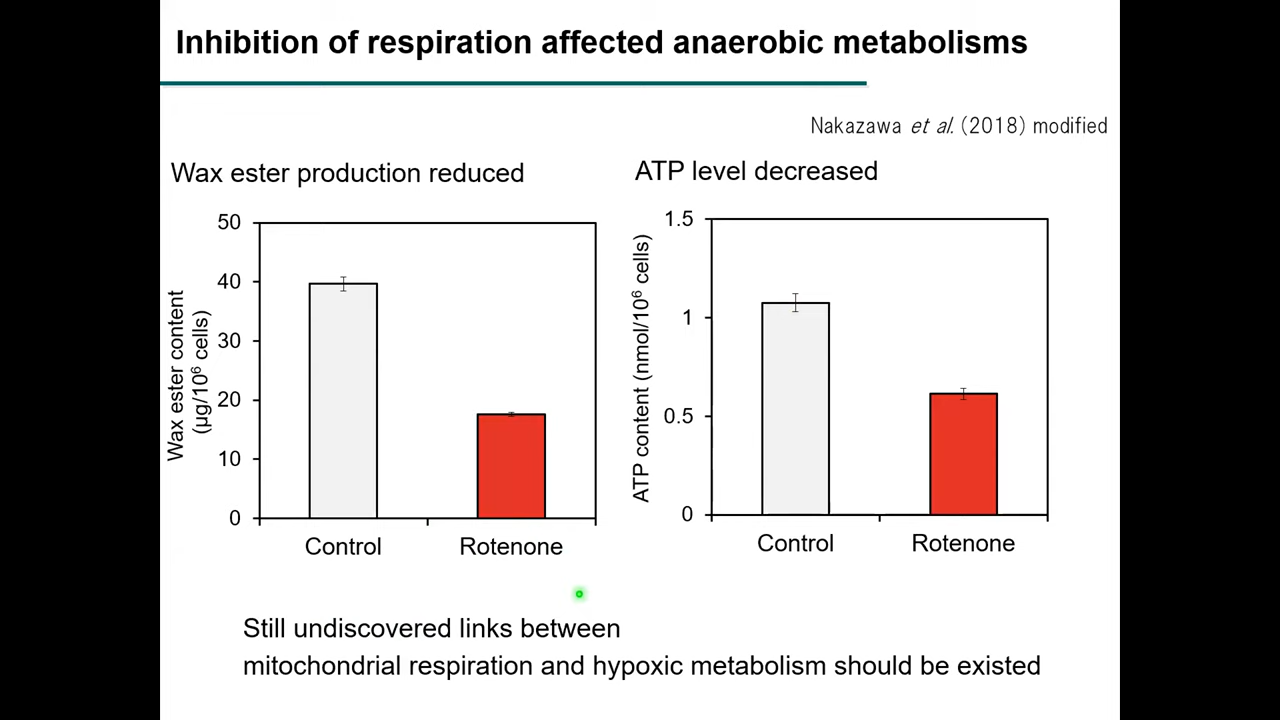 Inhibition of respiration affected anaerobic metabolisms
Nakazawa et al. (2018) modified
Wax ester production reduced
Wax ester content
(μg/10⁶ cells)
50
40
30
20
10
0
Control
Rotenone
ATP level decreased
ATP content (nmol/10⁶ cells)
1.5
1
0.5
0
Control
Rotenone
Still undiscovered links between
mitochondrial respiration and hypoxic metabolism should be existed